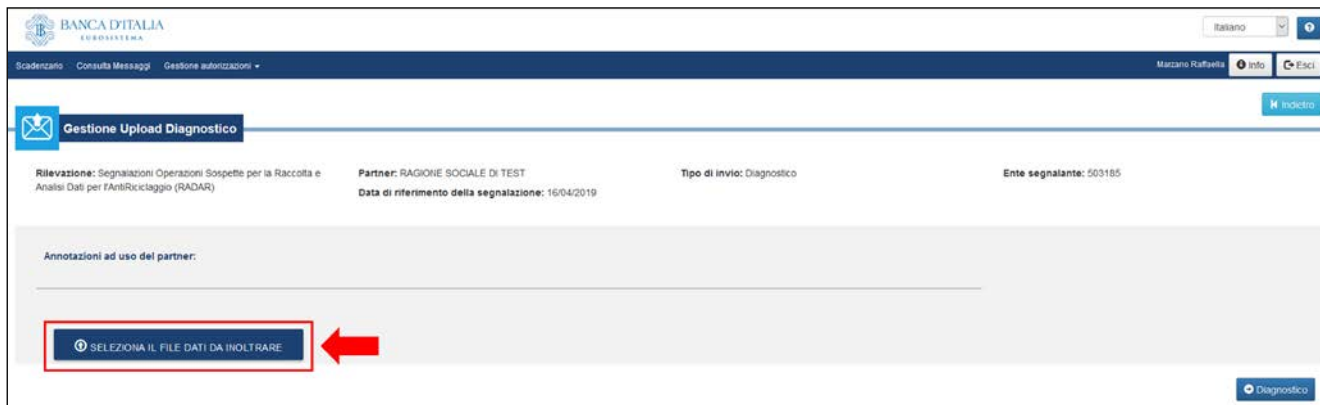 BANCA D'ITALIA
EUROSISTEMA
Italiano
Scadenzario Consulta Messaggi Gestione autorizzazioni
Marzano Raffaella Info Esci
Indietro
Gestione Upload Diagnostico
Rilevazione: Segnalazioni Operazioni Sospette per la Raccolta e
Analisi Dati per l'AntiRiciclaggio (RADAR)
Partner: RAGIONE SOCIALE DI TEST
Data di riferimento della segnalazione: 16/04/2019
Tipo di invio: Diagnostico
Ente segnalante: 503185
Annotazioni ad uso del partner:
SELEZIONA IL FILE DATI DA INOLTRARE
Diagnostico